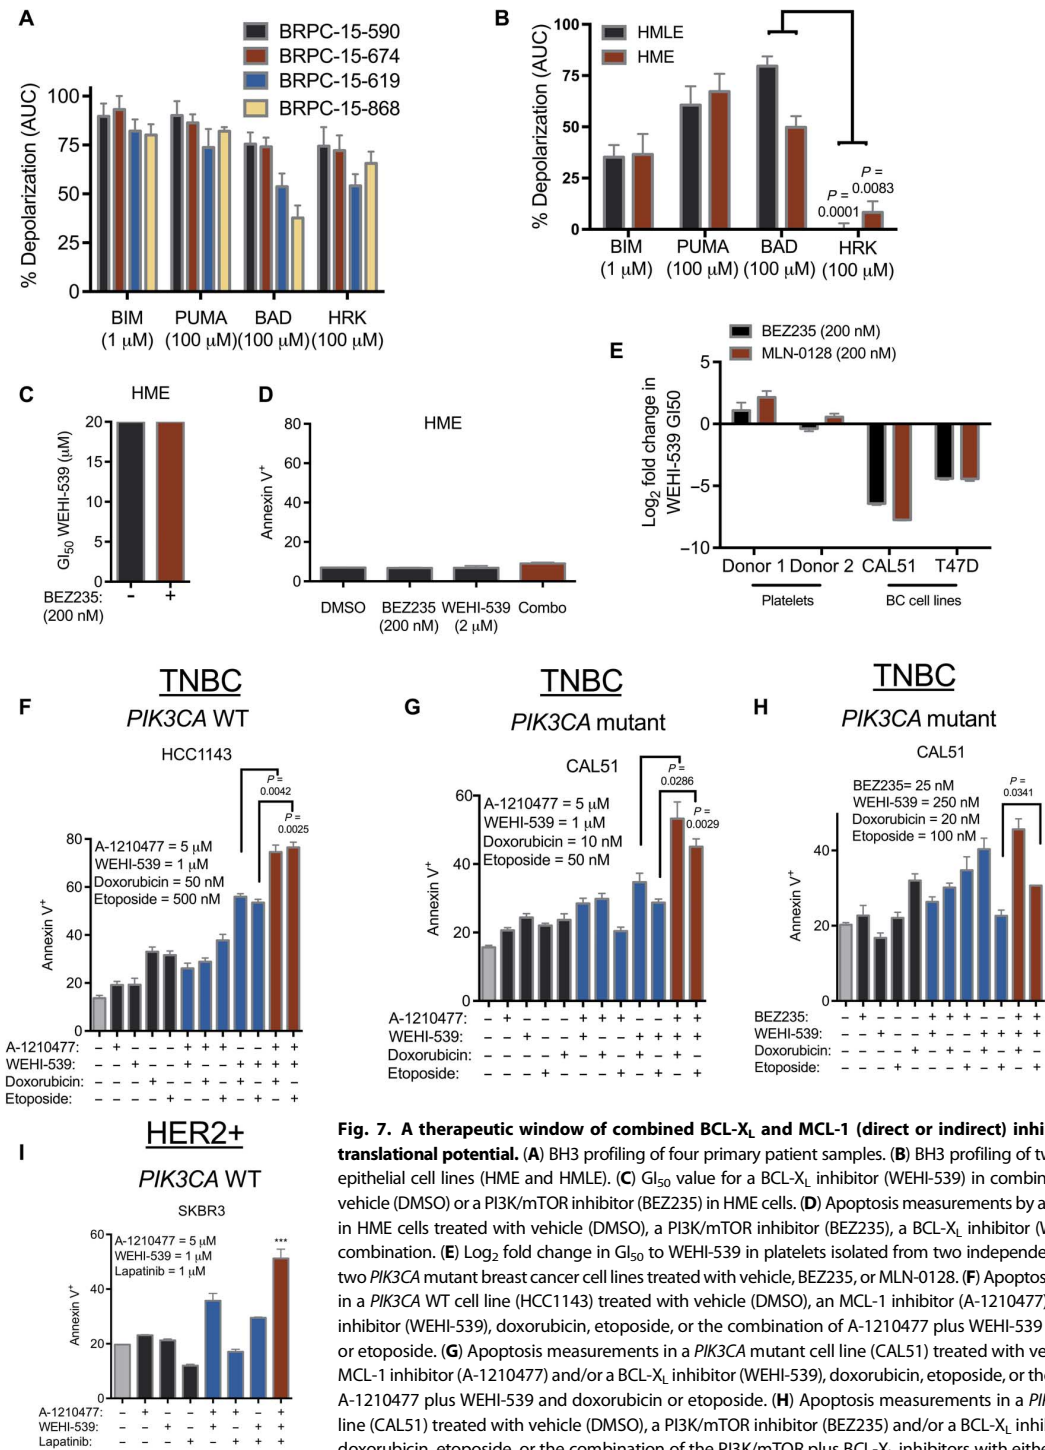 A
BRPC-15-590
BRPC-15-674
BRPC-15-619
BRPC-15-868
% Depolarization (AUC)
100
75
50
25
0
BIM PUMA BAD HRK
(1 μM) (100 μM) (100 μM) (100 μM)
B
HMLE
HME
% Depolarization (AUC)
100
75
50
25
0
P =
0.0001
P =
0.0083
BIM PUMA BAD HRK
(1 μM) (100 μM) (100 μM) (100 μM)
C
HME
GI50 WEHI-539 (μM)
20
15
10
5
0
BEZ235: - +
(200 nM)
D
HME
Annexin V+
80
60
40
20
0
DMSO BEZ235 WEHI-539 Combo
(200 nM) (2 μM)
E
BEZ235 (200 nM)
MLN-0128 (200 nM)
Log2 fold change in
WEHI-539 GI50
5
0
−5
−10
Donor 1 Donor 2 CAL51 T47D
Platelets BC cell lines
F
TNBC
PIK3CA WT
HCC1143
P =
0.0042
P =
0.0025
A-1210477 = 5 μM
WEHI-539 = 1 μM
Doxorubicin = 50 nM
Etoposide = 500 nM
Annexin V+
80
60
40
20
0
A-1210477: – + – – – + + + – – + +
WEHI-539: – – + – – + – – + + + +
Doxorubicin: – – – + – – + – + – + –
Etoposide: – – – – + – – + – + – +
G
TNBC
PIK3CA mutant
CAL51
P =
0.0286
P =
0.0029
A-1210477 = 5 μM
WEHI-539 = 1 μM
Doxorubicin = 10 nM
Etoposide = 50 nM
Annexin V+
60
40
20
0
A-1210477: – + – – – + + + – – + +
WEHI-539: – – + – – + – – + + + +
Doxorubicin: – – – – + – + – + – + –
Etoposide: – – – + – – – + – + – +
H
TNBC
PIK3CA mutant
CAL51
BEZ235= 25 nM
WEHI-539 = 250 nM
Doxorubicin = 20 nM
Etoposide = 100 nM
P =
0.0341
Annexin V+
40
20
0
BEZ235: – + – – – + + + – – + +
WEHI-539: – – + – – + – – + + + +
Doxorubicin: – – – – + – + – + – + –
Etoposide: – – – + – – – + – + – +
I
HER2+
PIK3CA WT
SKBR3
A-1210477 = 5 μM
WEHI-539 = 1 μM
Lapatinib = 1 μM
***
Annexin V+
60
40
20
0
A-1210477: – + – – + + – +
WEHI-539: – – + – + – + +
Lapatinib: – – – + – + + +
Fig. 7. A therapeutic window of combined BCL-XL and MCL-1 (direct or indirect) inhi
translational potential. (A) BH3 profiling of four primary patient samples. (B) BH3 profiling of tw
epithelial cell lines (HME and HMLE). (C) GI50 value for a BCL-XL inhibitor (WEHI-539) in combin
vehicle (DMSO) or a PI3K/mTOR inhibitor (BEZ235) in HME cells. (D) Apoptosis measurements by a
in HME cells treated with vehicle (DMSO), a PI3K/mTOR inhibitor (BEZ235), a BCL-XL inhibitor (W
combination. (E) Log2 fold change in GI50 to WEHI-539 in platelets isolated from two independe
two PIK3CA mutant breast cancer cell lines treated with vehicle, BEZ235, or MLN-0128. (F) Apoptos
in a PIK3CA WT cell line (HCC1143) treated with vehicle (DMSO), an MCL-1 inhibitor (A-1210477)
inhibitor (WEHI-539), doxorubicin, etoposide, or the combination of A-1210477 plus WEHI-539
or etoposide. (G) Apoptosis measurements in a PIK3CA mutant cell line (CAL51) treated with ve
MCL-1 inhibitor (A-1210477) and/or a BCL-XL inhibitor (WEHI-539), doxorubicin, etoposide, or the
A-1210477 plus WEHI-539 and doxorubicin or etoposide. (H) Apoptosis measurements in a PI
line (CAL51) treated with vehicle (DMSO), a PI3K/mTOR inhibitor (BEZ235) and/or a BCL-XL inhil
doxorubicin, etoposide, or the combination of the PI3K/mTOR plus BCL-XL inhibitors with eith